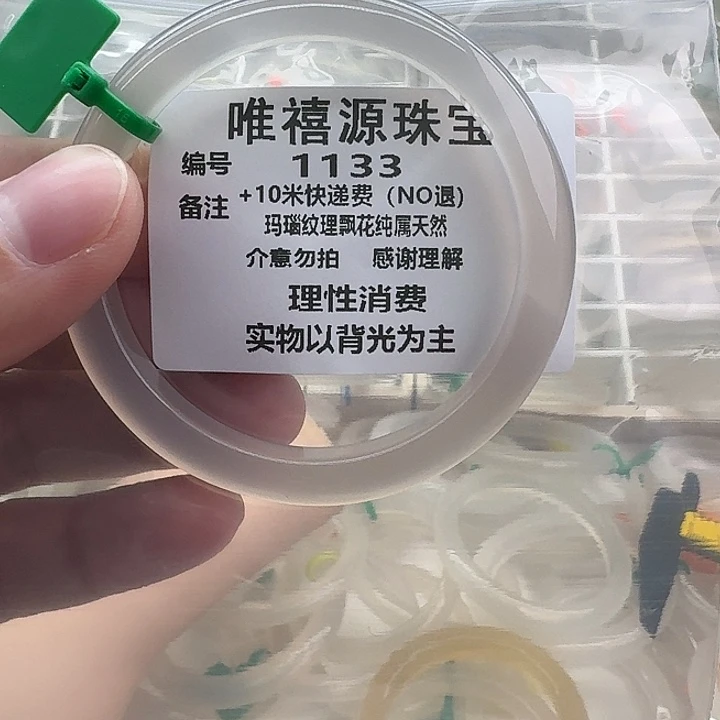 唯禧源珠宝
编号 1133
备注 +10米快递费（NO退）
玛瑙纹理飘花纯属天然
介意勿拍 感谢理解
理性消费
实物以背光为主